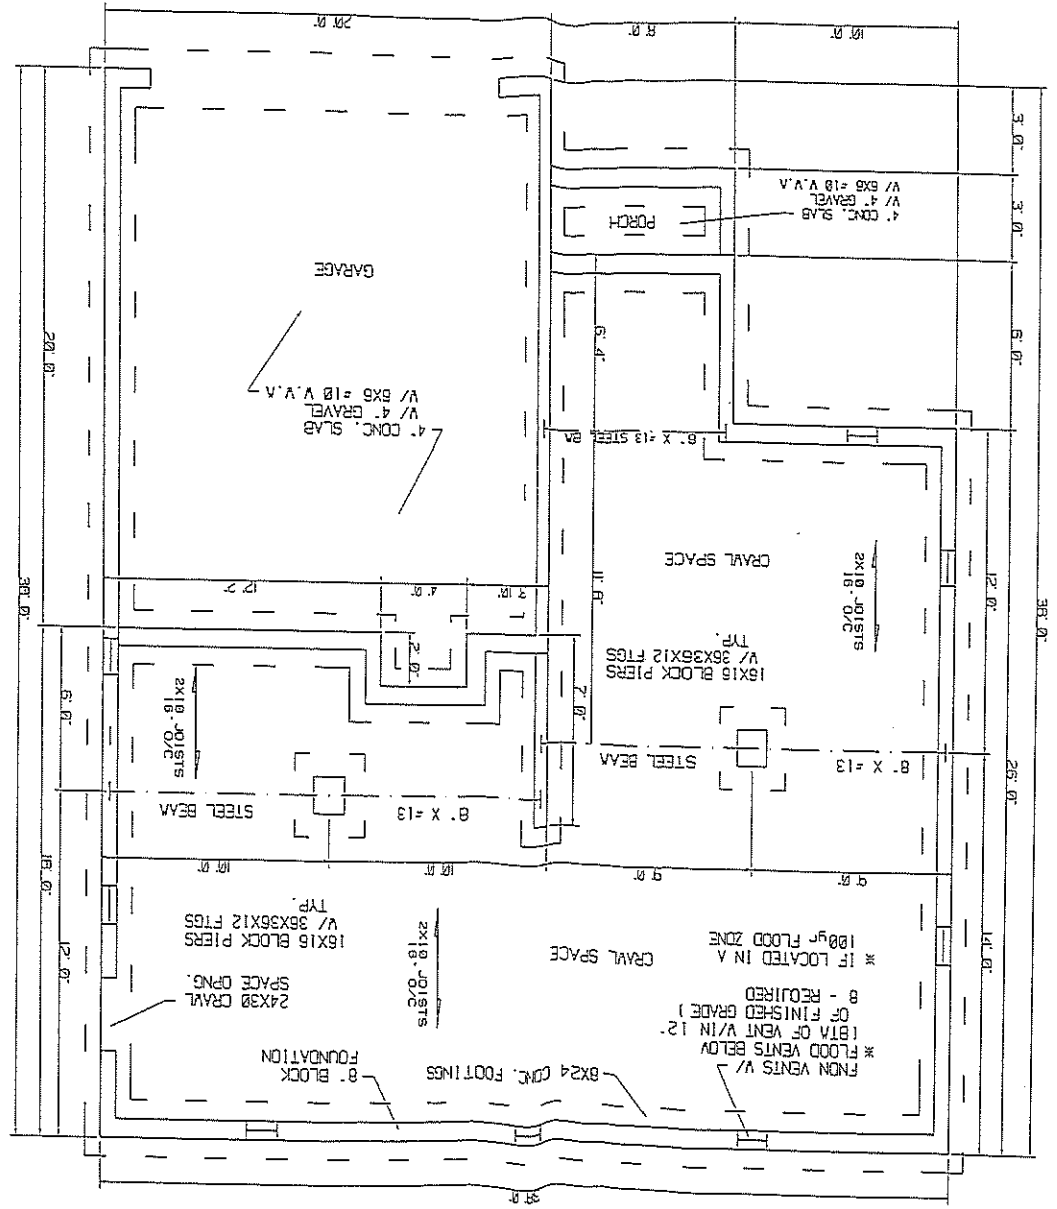 38' 0"
FNDN VENTS W/
* FLOOD VENTS BELOW
(BTM OF VENT W/IN 12"
OF FINISHED GRADE)
8 - REQUIRED
* IF LOCATED IN A
100yr FLOOD ZONE
8X24 CONC. FOOTINGS
8" BLOCK
FOUNDATION
24X30 CRAWL
SPACE OPNG.
CRAWL SPACE
2X12 JOISTS
16" O/C
16X16 BLOCK PIERS
W/ 36X36X12 FTGS
TYP.
14' 0"
12' 0"
18' 0"
9' 0"
9' 0"
10' 0"
10' 0"
8" X #13
STEEL BEAM
8" X #13
STEEL BEAM
26' 0"
7' 0"
6' 0"
2X10 JOISTS
16" O/C
16X16 BLOCK PIERS
W/ 36X36X12 FTGS
TYP.
2' 0"
38' 0"
12' 0"
2X10 JOISTS
16" O/C
11' 8"
3' 10"
4' 0"
12' 2"
30' 0"
CRAWL SPACE
8" X #13 STEEL BM
4" CONC. SLAB
W/ 4" GRAVEL
W/ 6X6 #10 W.W.M
6' 4"
6' 0"
20' 0"
GARAGE
PORCH
4" CONC. SLAB
W/ 4" GRAVEL
W/ 6X6 #10 W.W.M
3' 0"
3' 0"
10' 0"
8' 0"
20' 0"